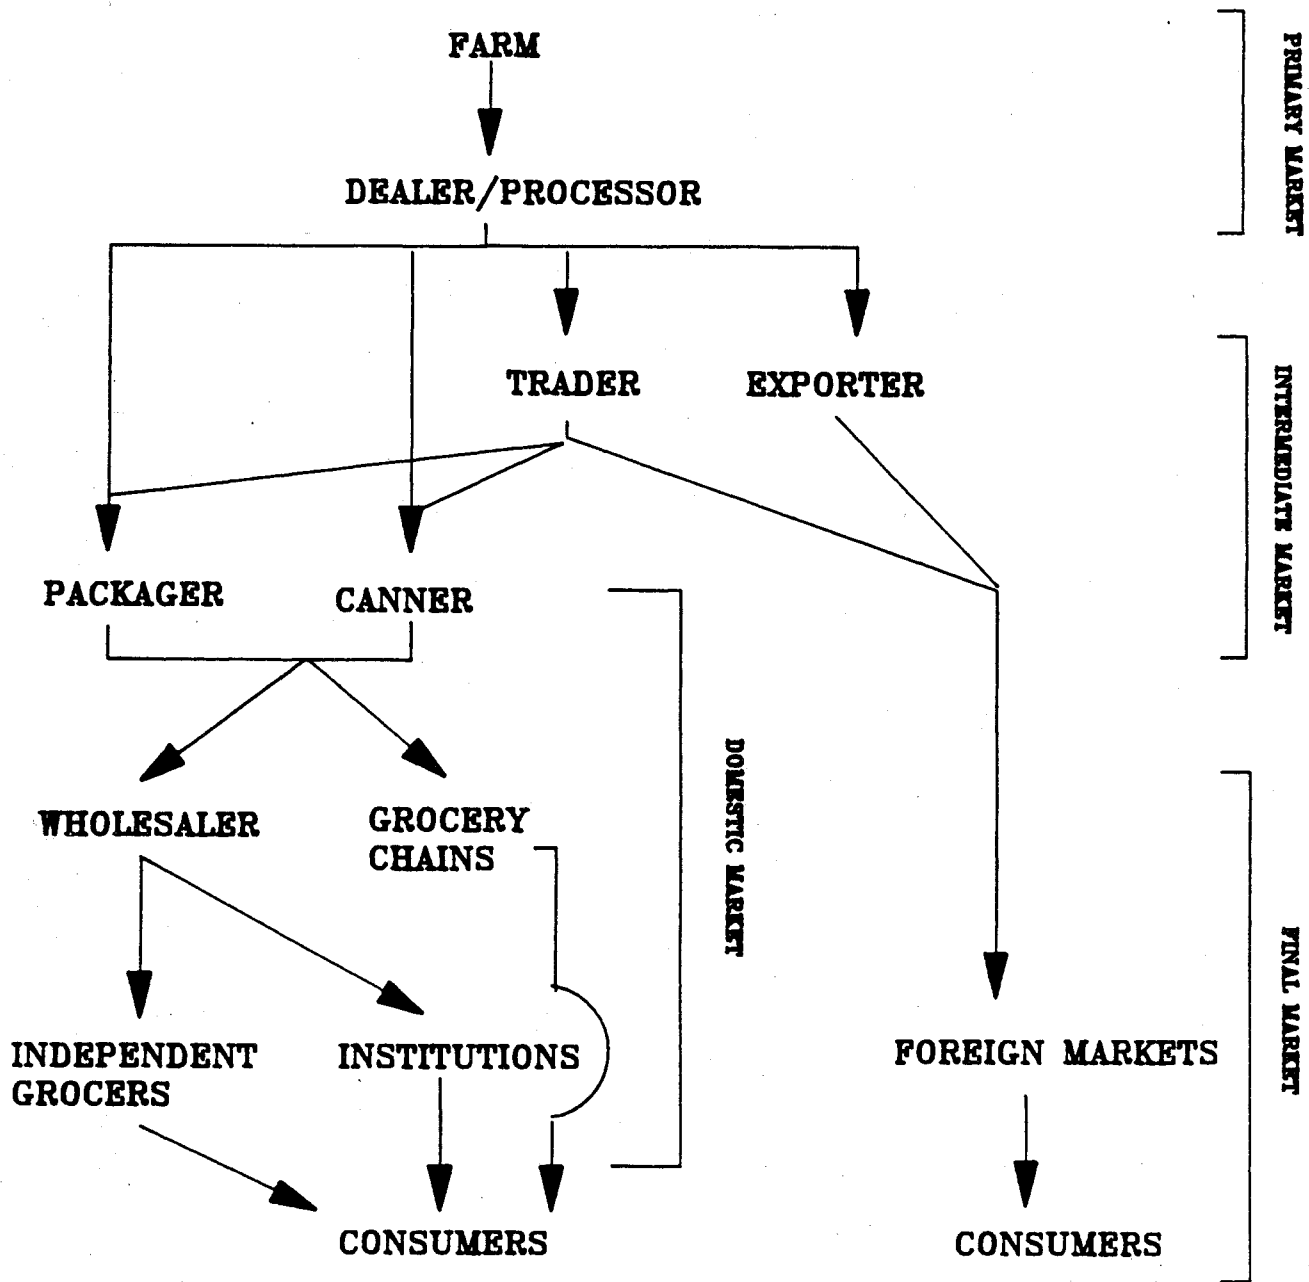 FARM
PRIMARY MARKET
DEALER/PROCESSOR
TRADER
EXPORTER
INTERMEDIATE MARKET
PACKAGER
CANNER
DOMESTIC MARKET
WHOLESALER
GROCERY
CHAINS
FINAL MARKET
INDEPENDENT
GROCERS
INSTITUTIONS
FOREIGN MARKETS
CONSUMERS
CONSUMERS